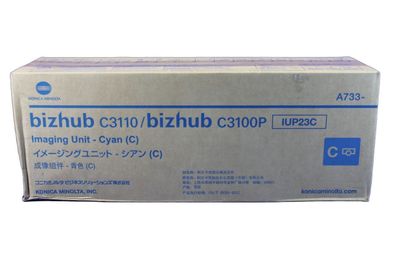 KONICA MINOLTA
A733-
bizhub C3110/bizhub C3100P IUP23C
Imaging Unit - Cyan (C)
イメージングユニット - シアン (C)
成像组件 - 青色 (C)
C
コニカミノルタ ビジネスソリューションズ株式会社
KONICA MINOLTA, INC.
konicaminolta.com